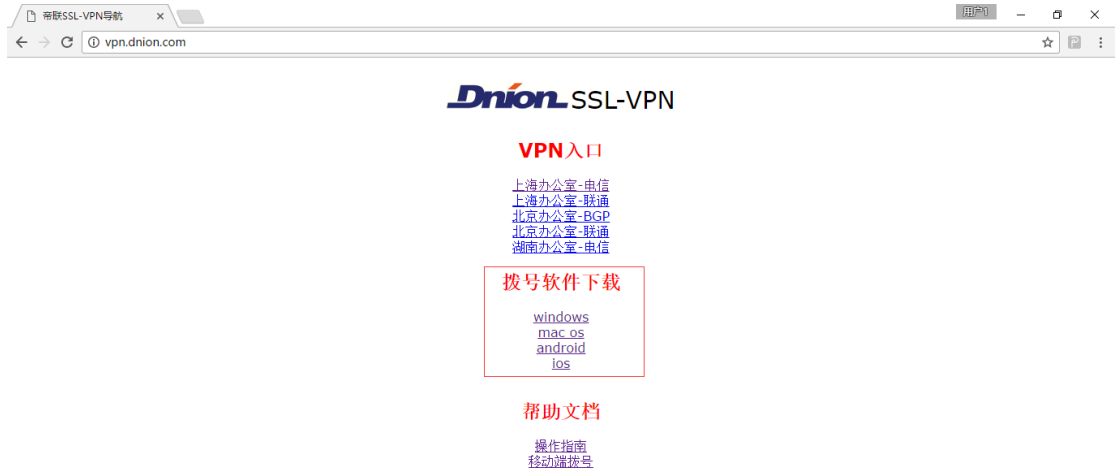 帝联SSL-VPN导航
用户1
vpn.dnion.com
Dnion SSL-VPN
VPN入口
上海办公室-电信
上海办公室-联通
北京办公室-BGP
北京办公室-联通
湖南办公室-电信
拨号软件下载
windows
mac os
android
ios
帮助文档
操作指南
移动端拨号